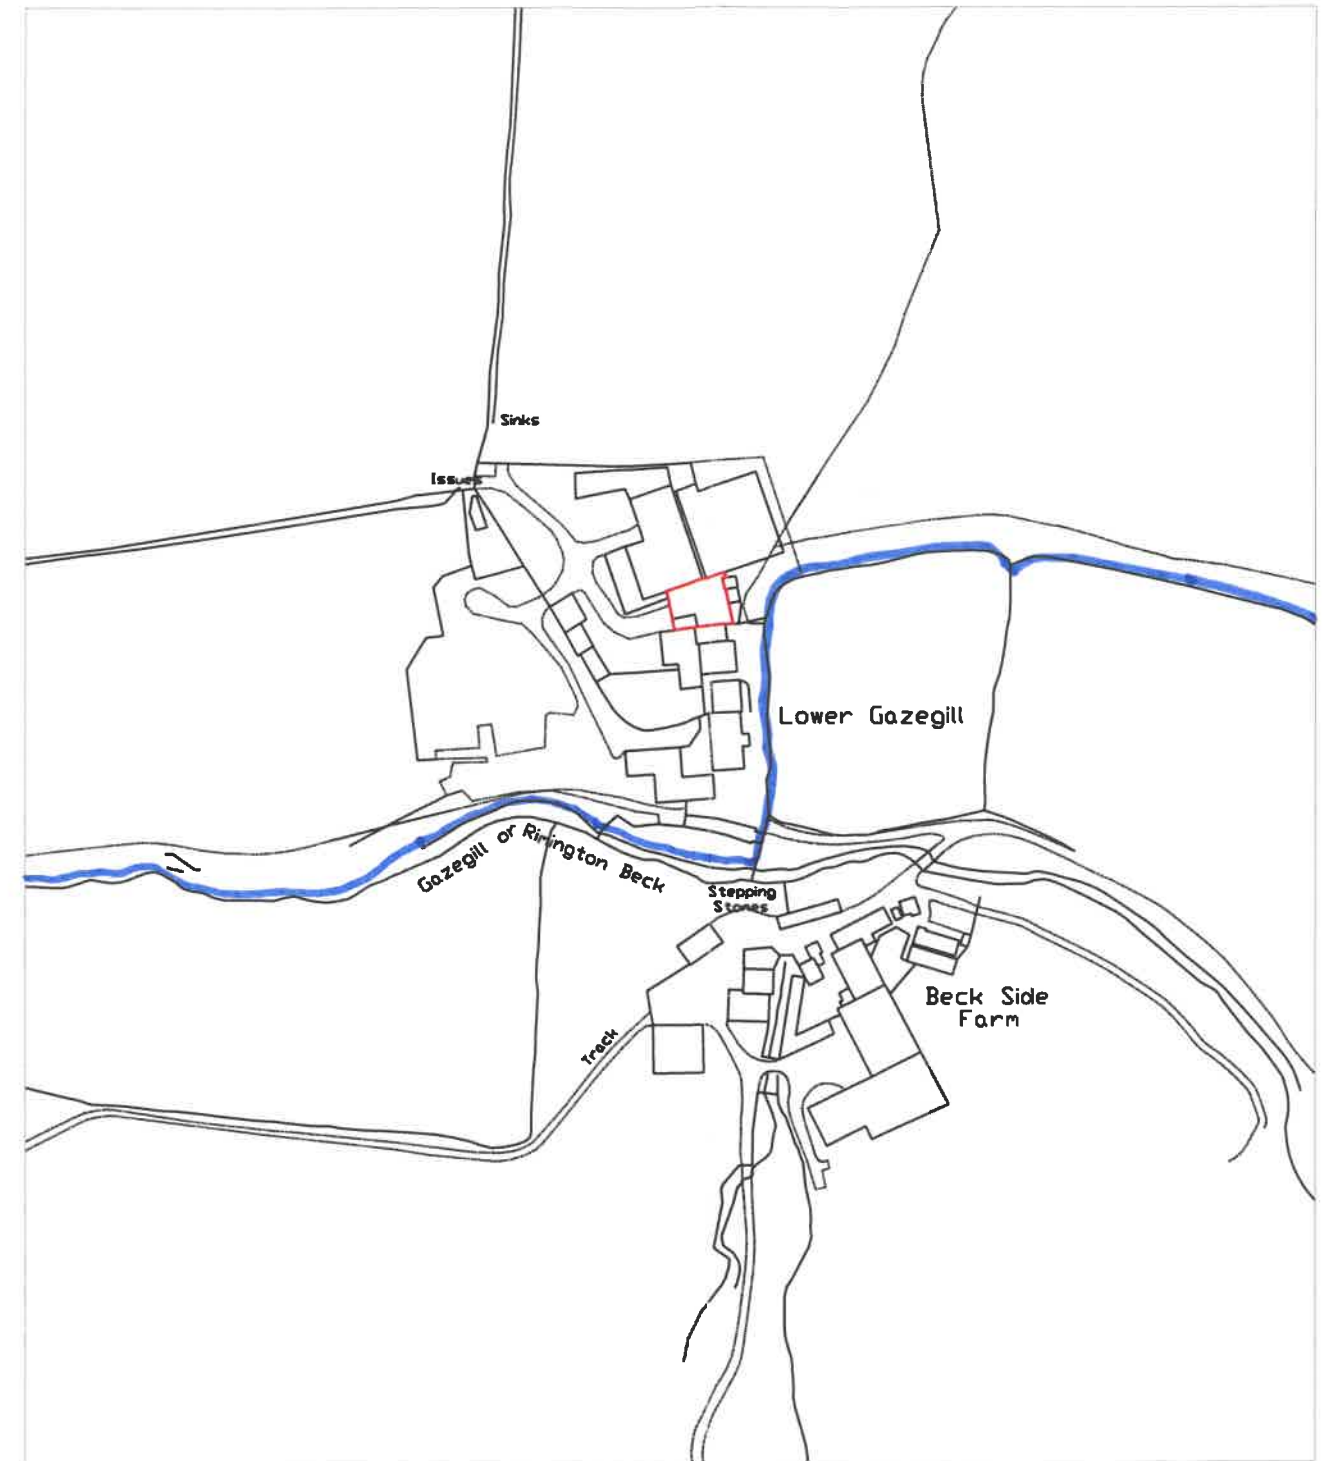 Sinks
Issues
Lower Gazegill
Gazegill or Rimington Beck
Stepping
Stones
Beck Side
Farm
Track